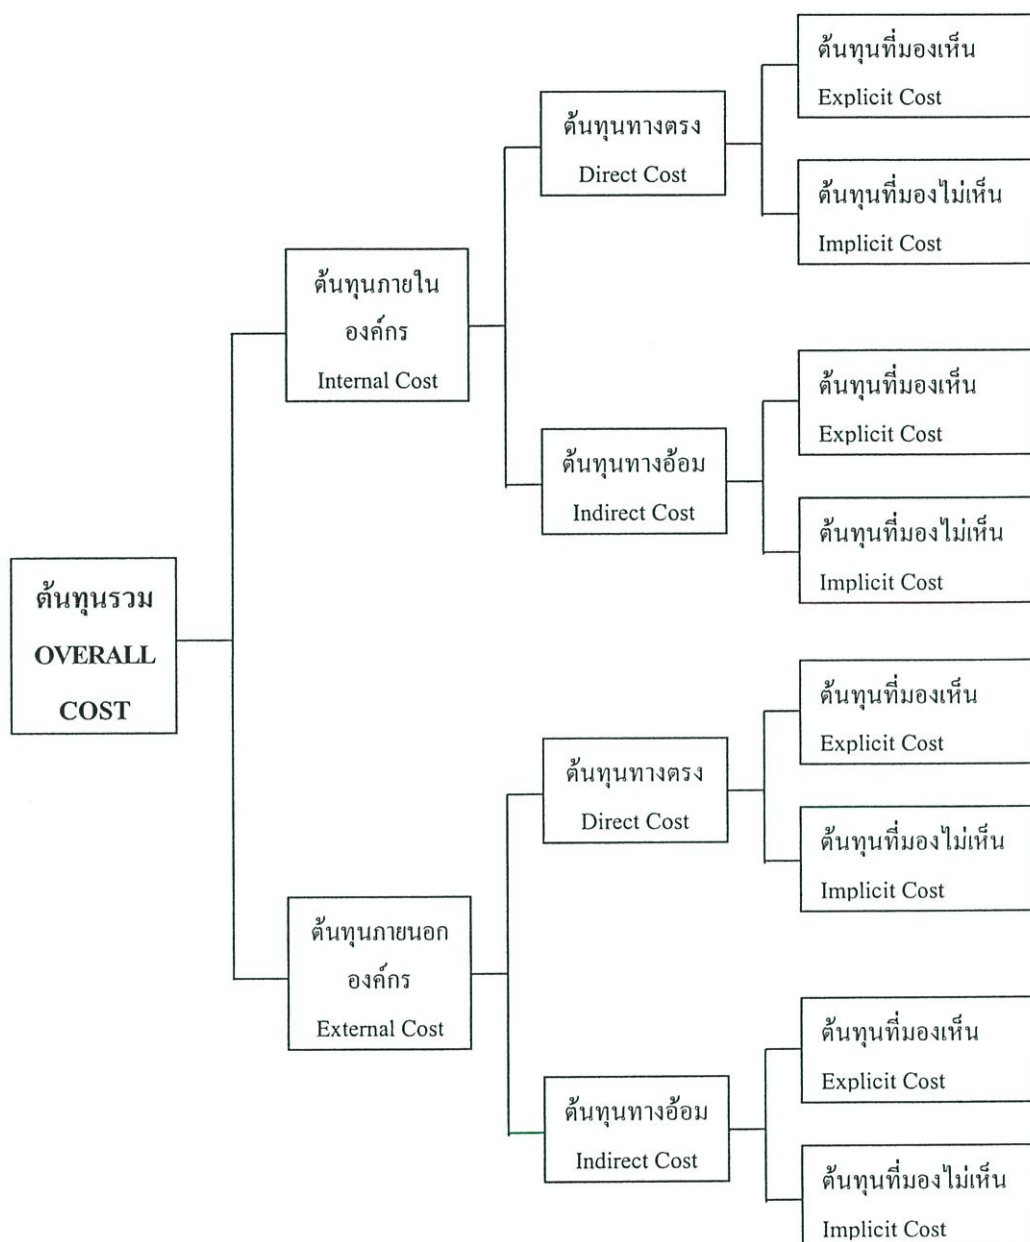 ต้นทุนรวม
OVERALL
COST
ต้นทุนภายใน
องค์กร
Internal Cost
ต้นทุนทางตรง
Direct Cost
ต้นทุนที่มองเห็น
Explicit Cost
ต้นทุนที่มองไม่เห็น
Implicit Cost
ต้นทุนทางอ้อม
Indirect Cost
ต้นทุนที่มองเห็น
Explicit Cost
ต้นทุนที่มองไม่เห็น
Implicit Cost
ต้นทุนภายนอก
องค์กร
External Cost
ต้นทุนทางตรง
Direct Cost
ต้นทุนที่มองเห็น
Explicit Cost
ต้นทุนที่มองไม่เห็น
Implicit Cost
ต้นทุนทางอ้อม
Indirect Cost
ต้นทุนที่มองเห็น
Explicit Cost
ต้นทุนที่มองไม่เห็น
Implicit Cost